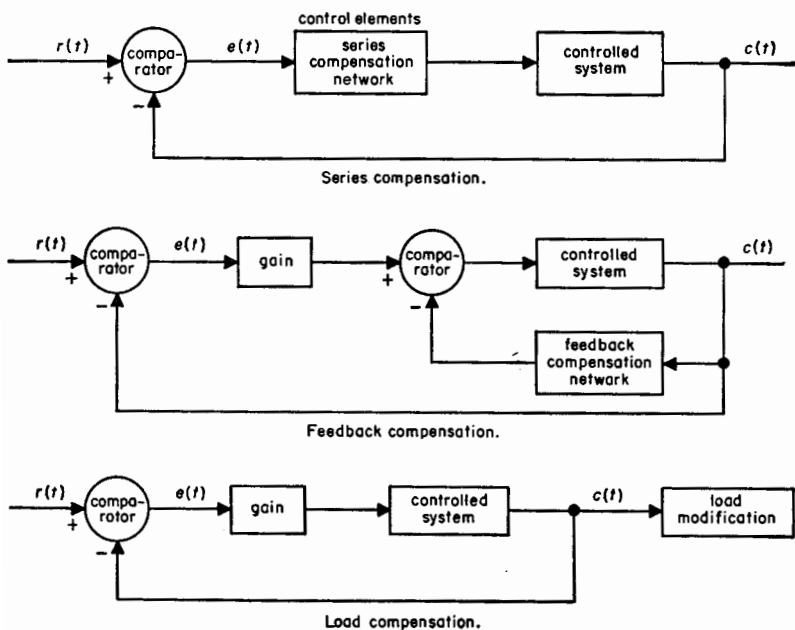 control elements
r(t)
+
−
compa-
rator
e(t)
series
compensation
network
controlled
system
c(t)
Series compensation.
r(t)
+
−
compa-
rator
e(t)
gain
+
−
compa-
rator
controlled
system
c(t)
feedback
compensation
network
Feedback compensation.
r(t)
+
−
compa-
rator
e(t)
gain
controlled
system
c(t)
load
modification
Load compensation.